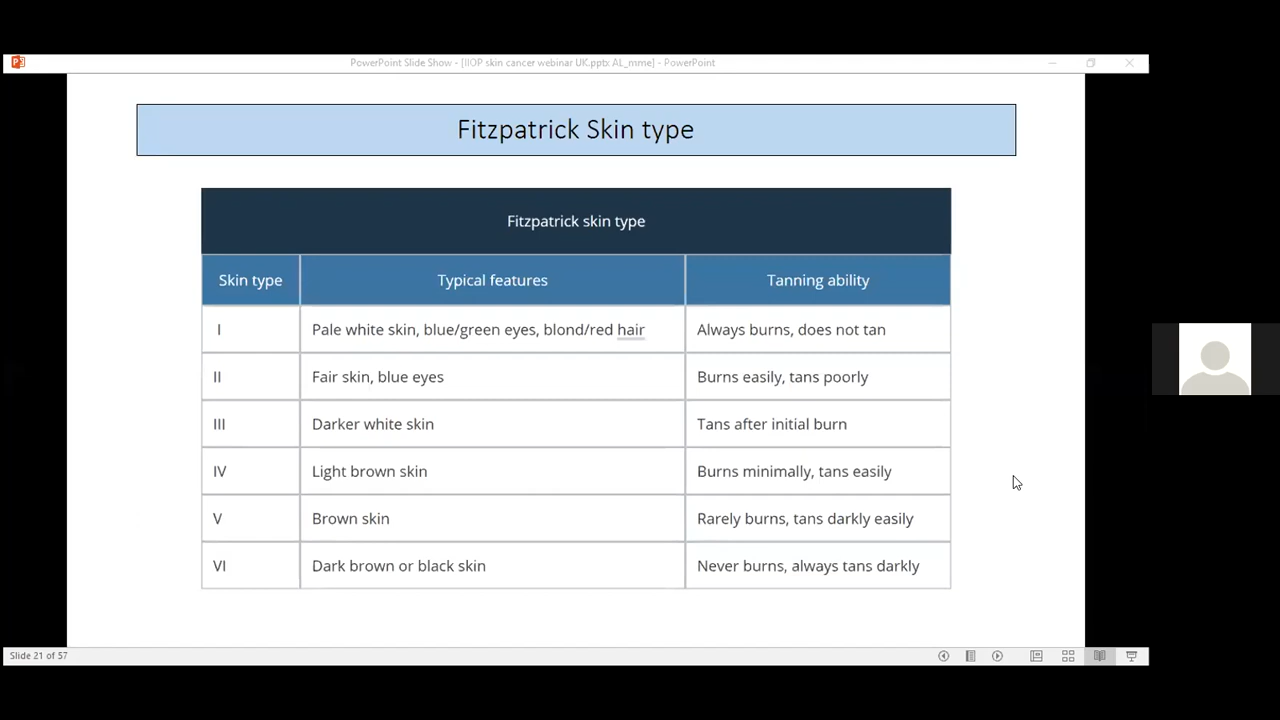 PowerPoint Slide Show - [IIOP skin cancer webinar UK.pptx AL_mme] - PowerPoint
Fitzpatrick Skin type
Fitzpatrick skin type
Skin type Typical features Tanning ability
I Pale white skin, blue/green eyes, blond/red hair Always burns, does not tan
II Fair skin, blue eyes Burns easily, tans poorly
III Darker white skin Tans after initial burn
IV Light brown skin Burns minimally, tans easily
V Brown skin Rarely burns, tans darkly easily
VI Dark brown or black skin Never burns, always tans darkly
Slide 21 of 57